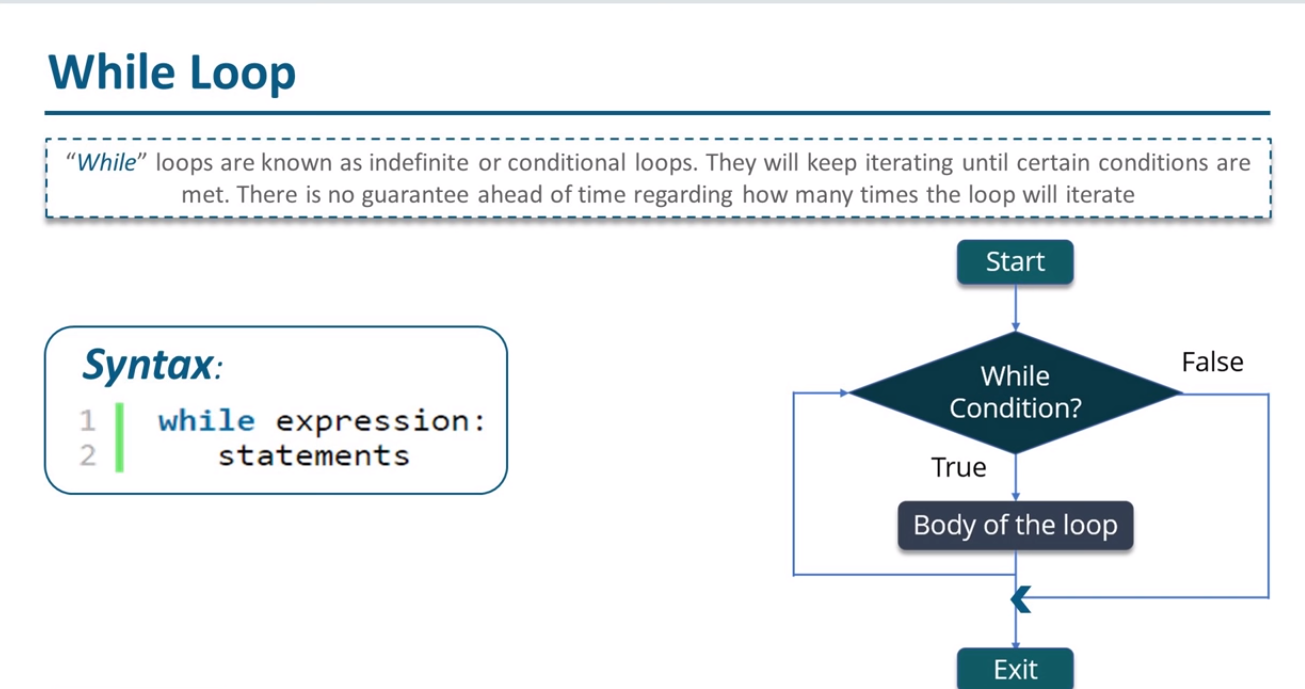 While Loop
“While” loops are known as indefinite or conditional loops. They will keep iterating until certain conditions are
met. There is no guarantee ahead of time regarding how many times the loop will iterate
Syntax:
1 while expression:
2 statements
Start
While
Condition?
False
True
Body of the loop
Exit